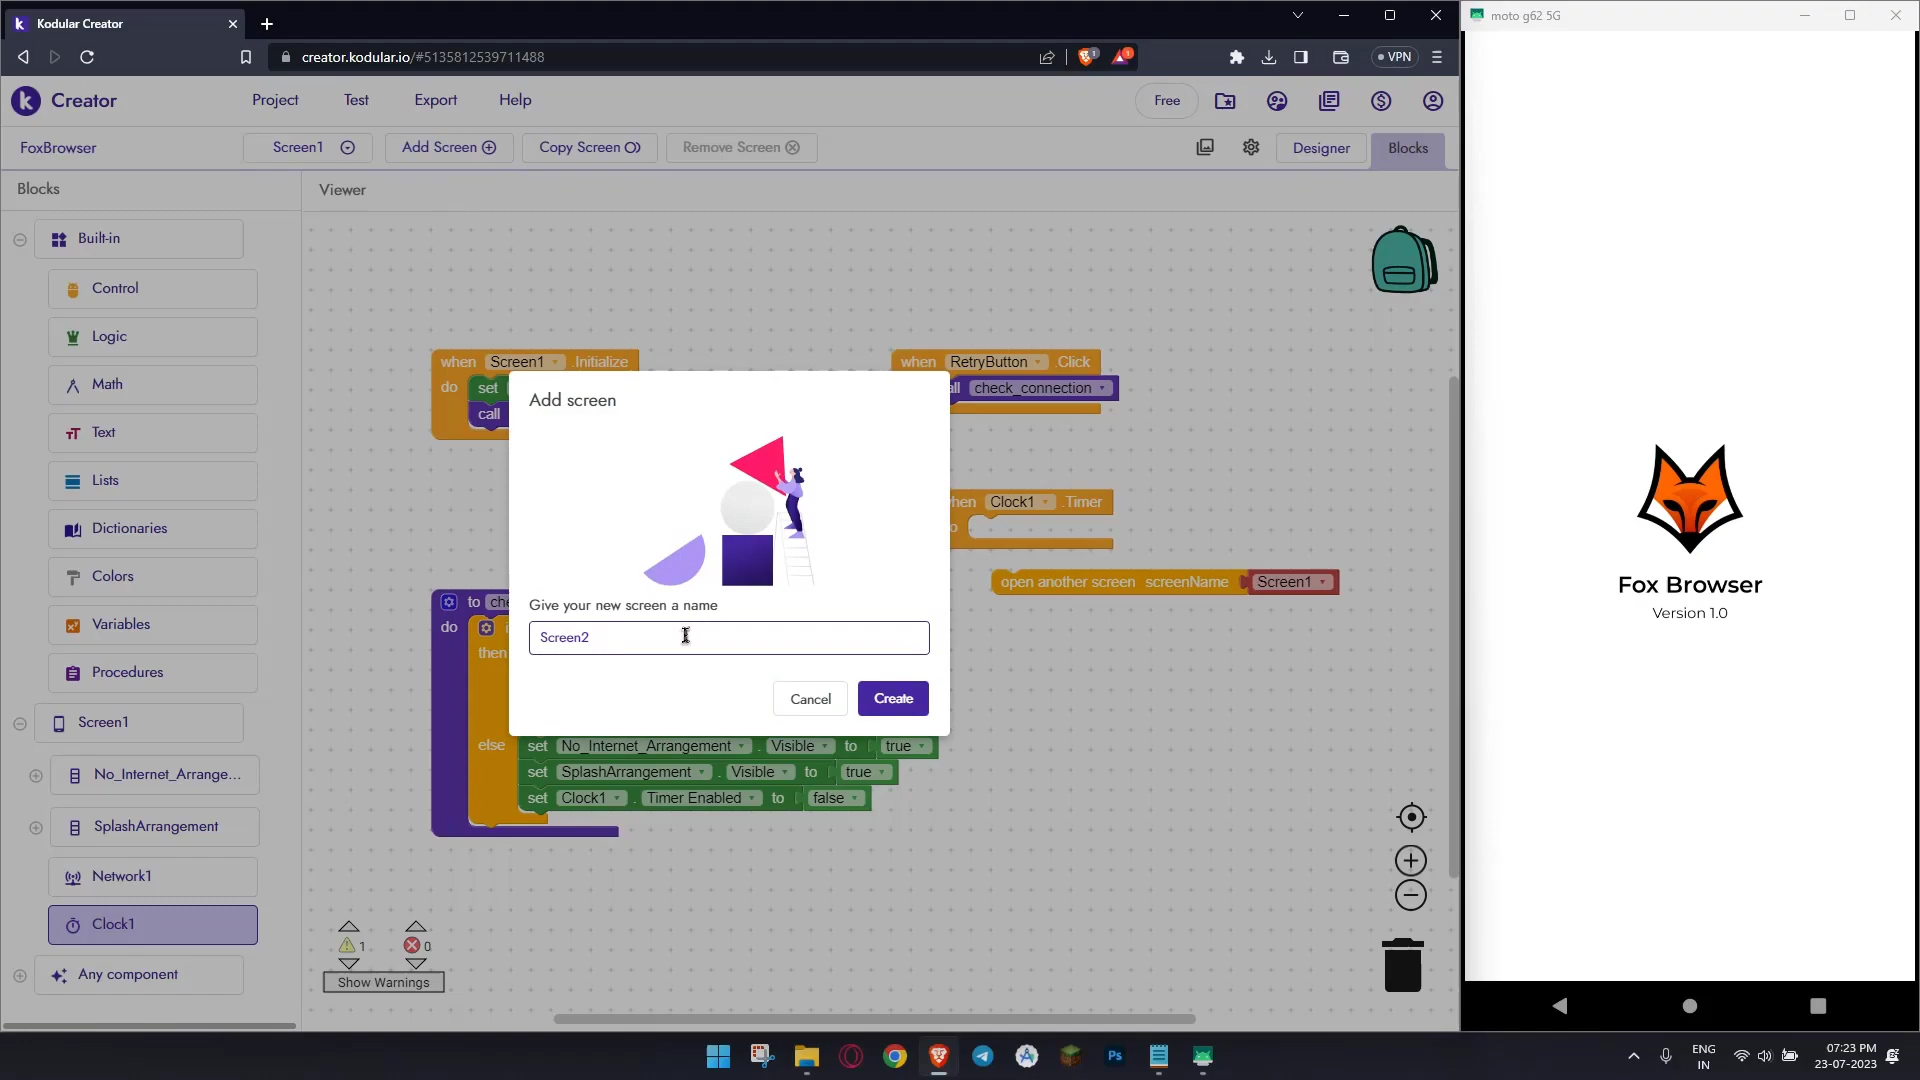 Kodular Creator
moto g62 5G
creator.kodular.io/#5135812539711488
1
1
VPN
k Creator
Project
Test
Export
Help
Free
FoxBrowser
Screen1
Add Screen
Copy Screen
Remove Screen
Designer
Blocks
Blocks
Viewer
Built-in
Control
Logic
Math
Text
Lists
Dictionaries
Colors
Variables
Procedures
Screen1
No_Internet_Arrange...
SplashArrangement
Network1
Clock1
Any component
when Screen1 .Initialize
do set
call
when RetryButton .Click
check_connection
Clock1 .Timer
open another screen screenName Screen1
to
do
then
else set No_Internet_Arrangement . Visible to true
set SplashArrangement . Visible to true
set Clock1 . Timer Enabled to false
Add screen
Give your new screen a name
Screen2
Cancel
Create
1
0
Show Warnings
Fox Browser
Version 1.0
Ps
ENG
IN
07:23 PM
23-07-2023